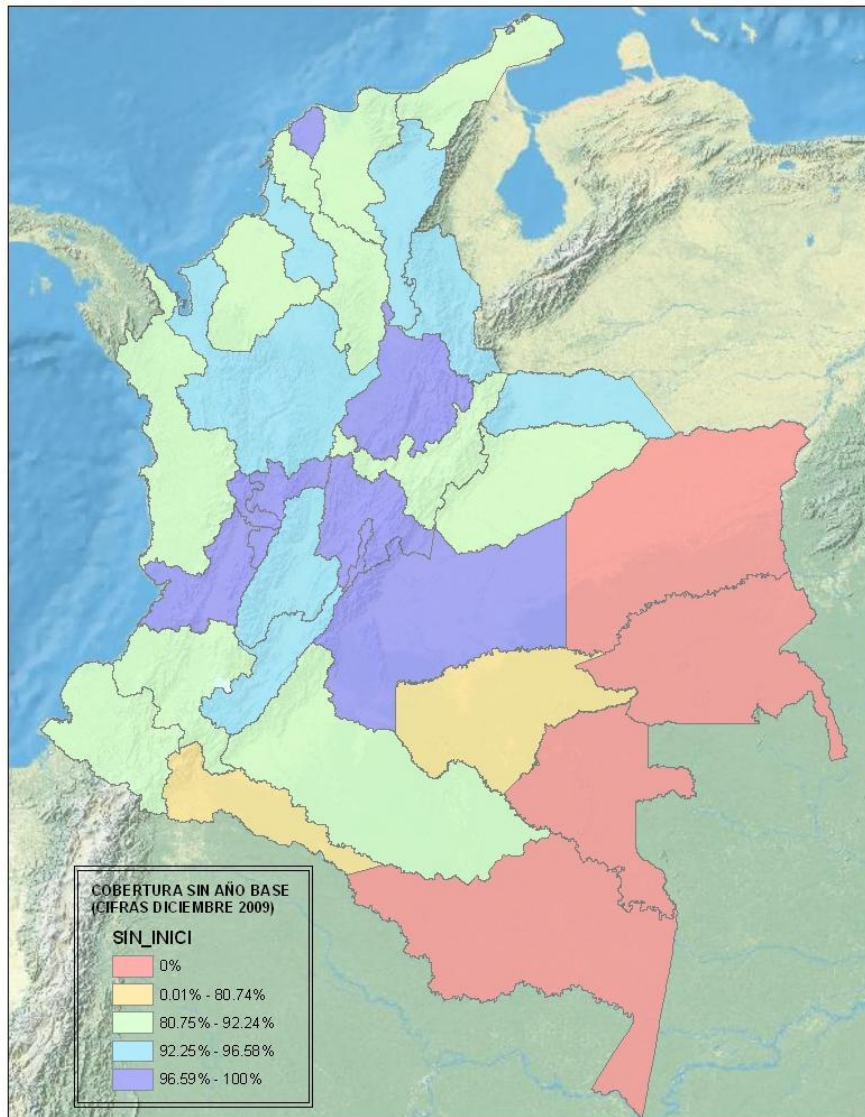 COBERTURA SIN AÑO BASE
(CIFRAS DICIEMBRE 2009)
SIN_INICI
0%
0.01% - 80.74%
80.75% - 92.24%
92.25% - 96.58%
96.59% - 100%